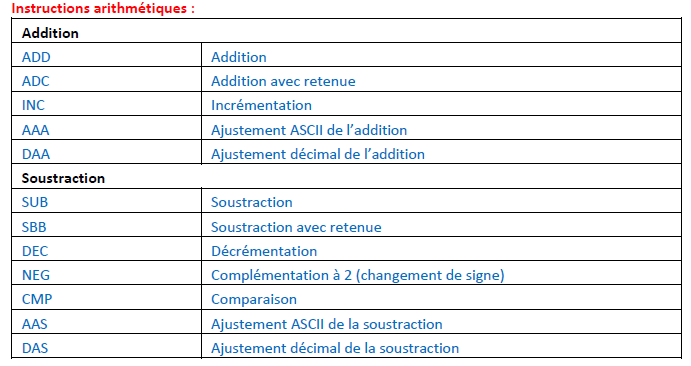 Instructions arithmétiques :
Addition
ADD Addition
ADC Addition avec retenue
INC Incrémentation
AAA Ajustement ASCII de l’addition
DAA Ajustement décimal de l’addition
Soustraction
SUB Soustraction
SBB Soustraction avec retenue
DEC Décrémentation
NEG Complémentation à 2 (changement de signe)
CMP Comparaison
AAS Ajustement ASCII de la soustraction
DAS Ajustement décimal de la soustraction